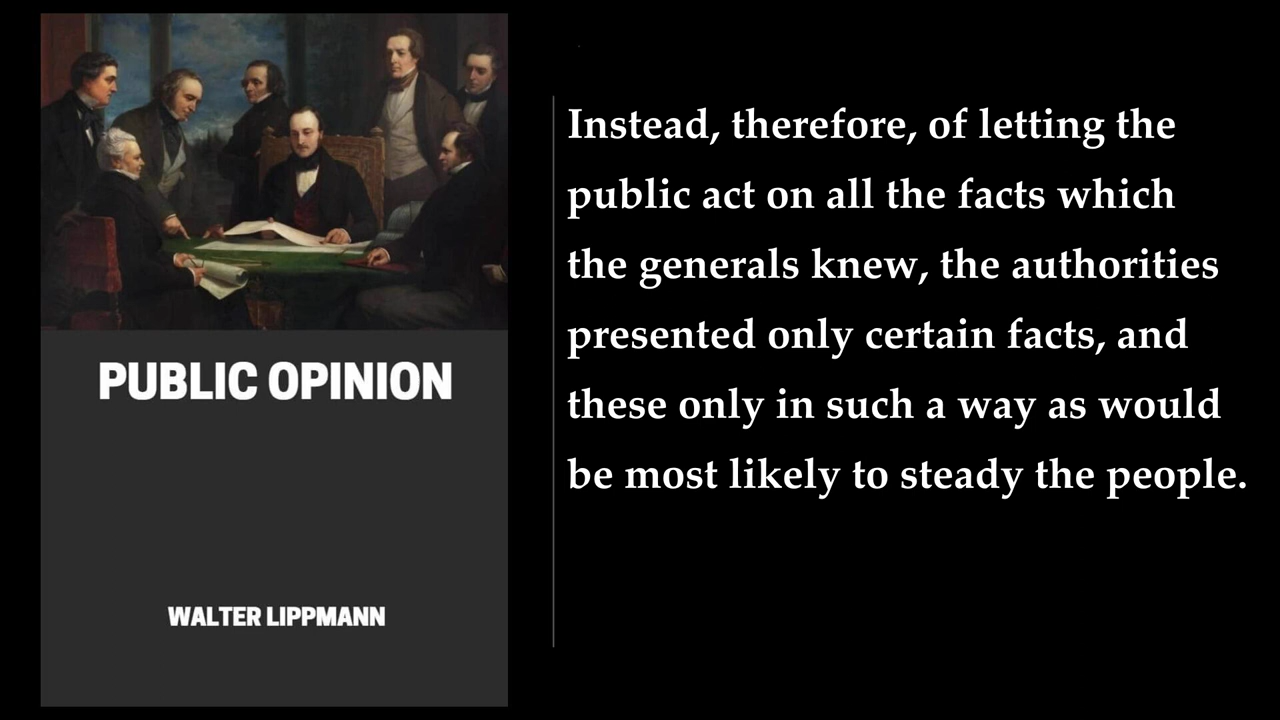 PUBLIC OPINION
WALTER LIPPMANN
Instead, therefore, of letting the
public act on all the facts which
the generals knew, the authorities
presented only certain facts, and
these only in such a way as would
be most likely to steady the people.